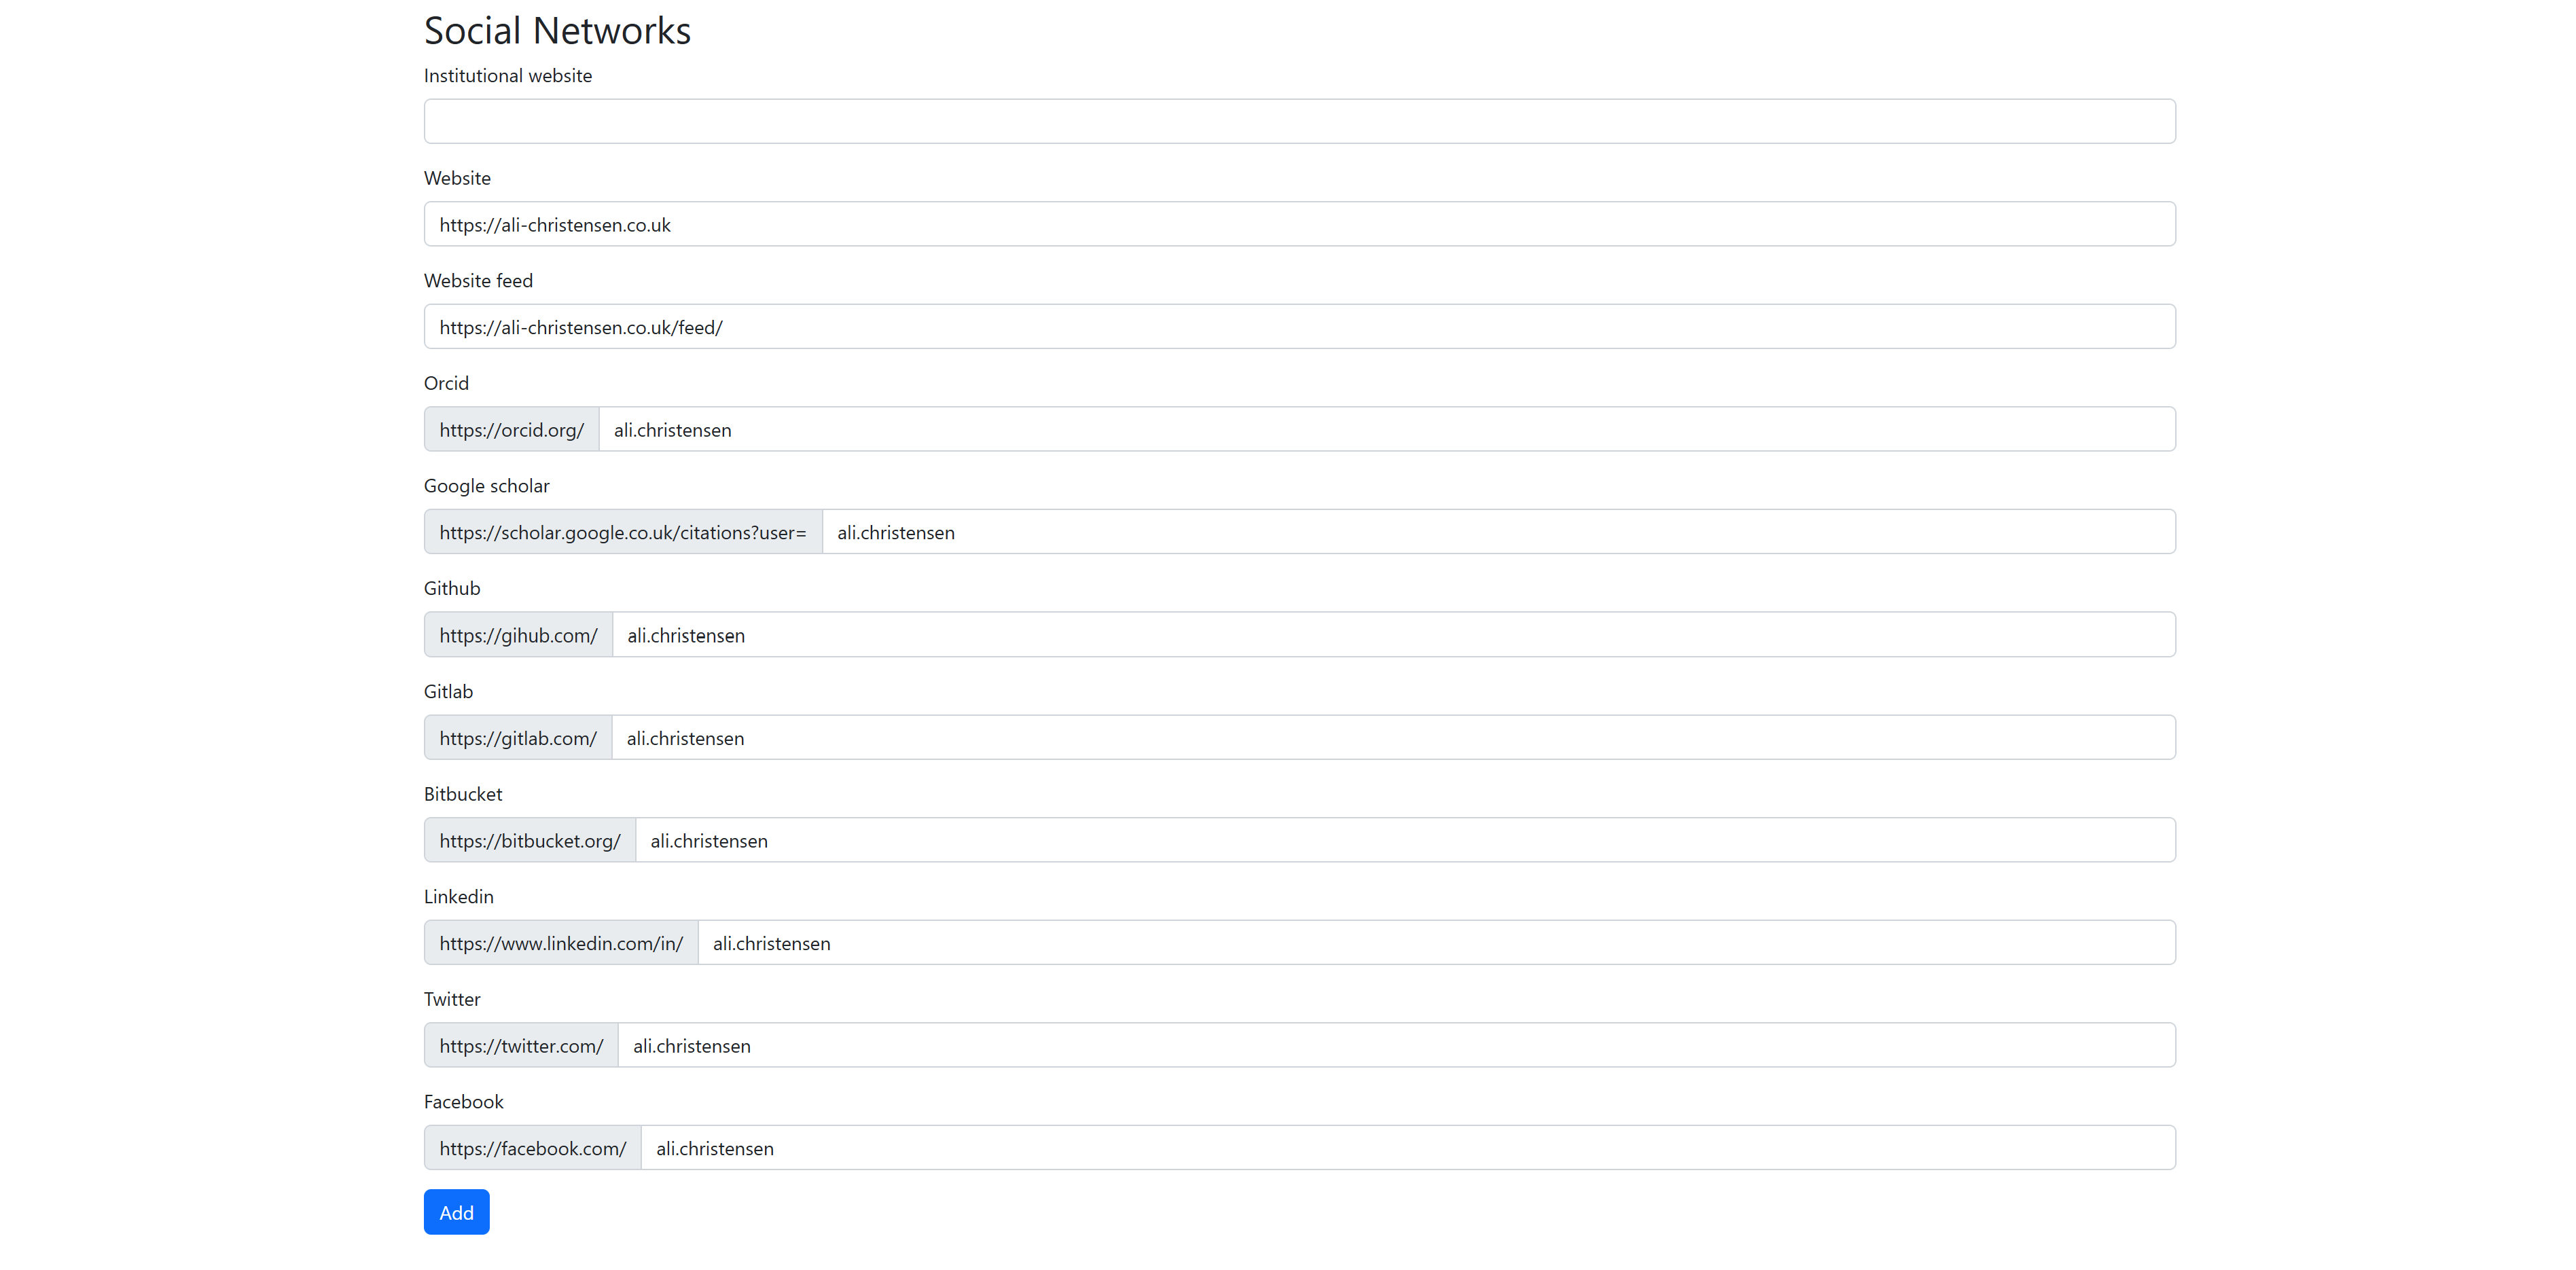 Social Networks
Institutional website
Website
https://ali-christensen.co.uk
Website feed
https://ali-christensen.co.uk/feed/
Orcid
https://orcid.org/ ali.christensen
Google scholar
https://scholar.google.co.uk/citations?user= ali.christensen
Github
https://gihub.com/ ali.christensen
Gitlab
https://gitlab.com/ ali.christensen
Bitbucket
https://bitbucket.org/ ali.christensen
Linkedin
https://www.linkedin.com/in/ ali.christensen
Twitter
https://twitter.com/ ali.christensen
Facebook
https://facebook.com/ ali.christensen
Add